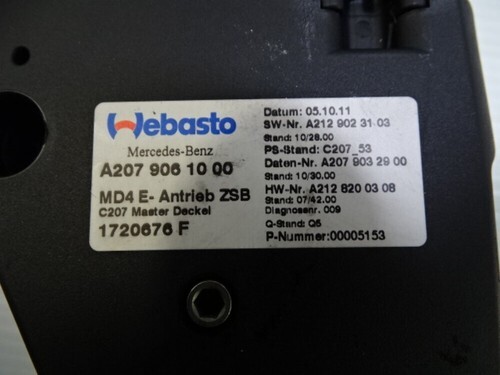 Webasto
Mercedes-Benz
A207 906 10 00
MD4 E- Antrieb ZSB
C207 Master Deckel
1720676 F
Datum: 05.10.11
SW-Nr. A212 902 31 03
Stand: 10/28.00
PS-Stand: C207_53
Daten-Nr. A207 903 29 00
Stand: 10/30.00
HW-Nr. A212 820 03 08
Stand: 07/42.00
Diagnosenr. 009
Q-Stand: Q5
P-Nummer:00005153